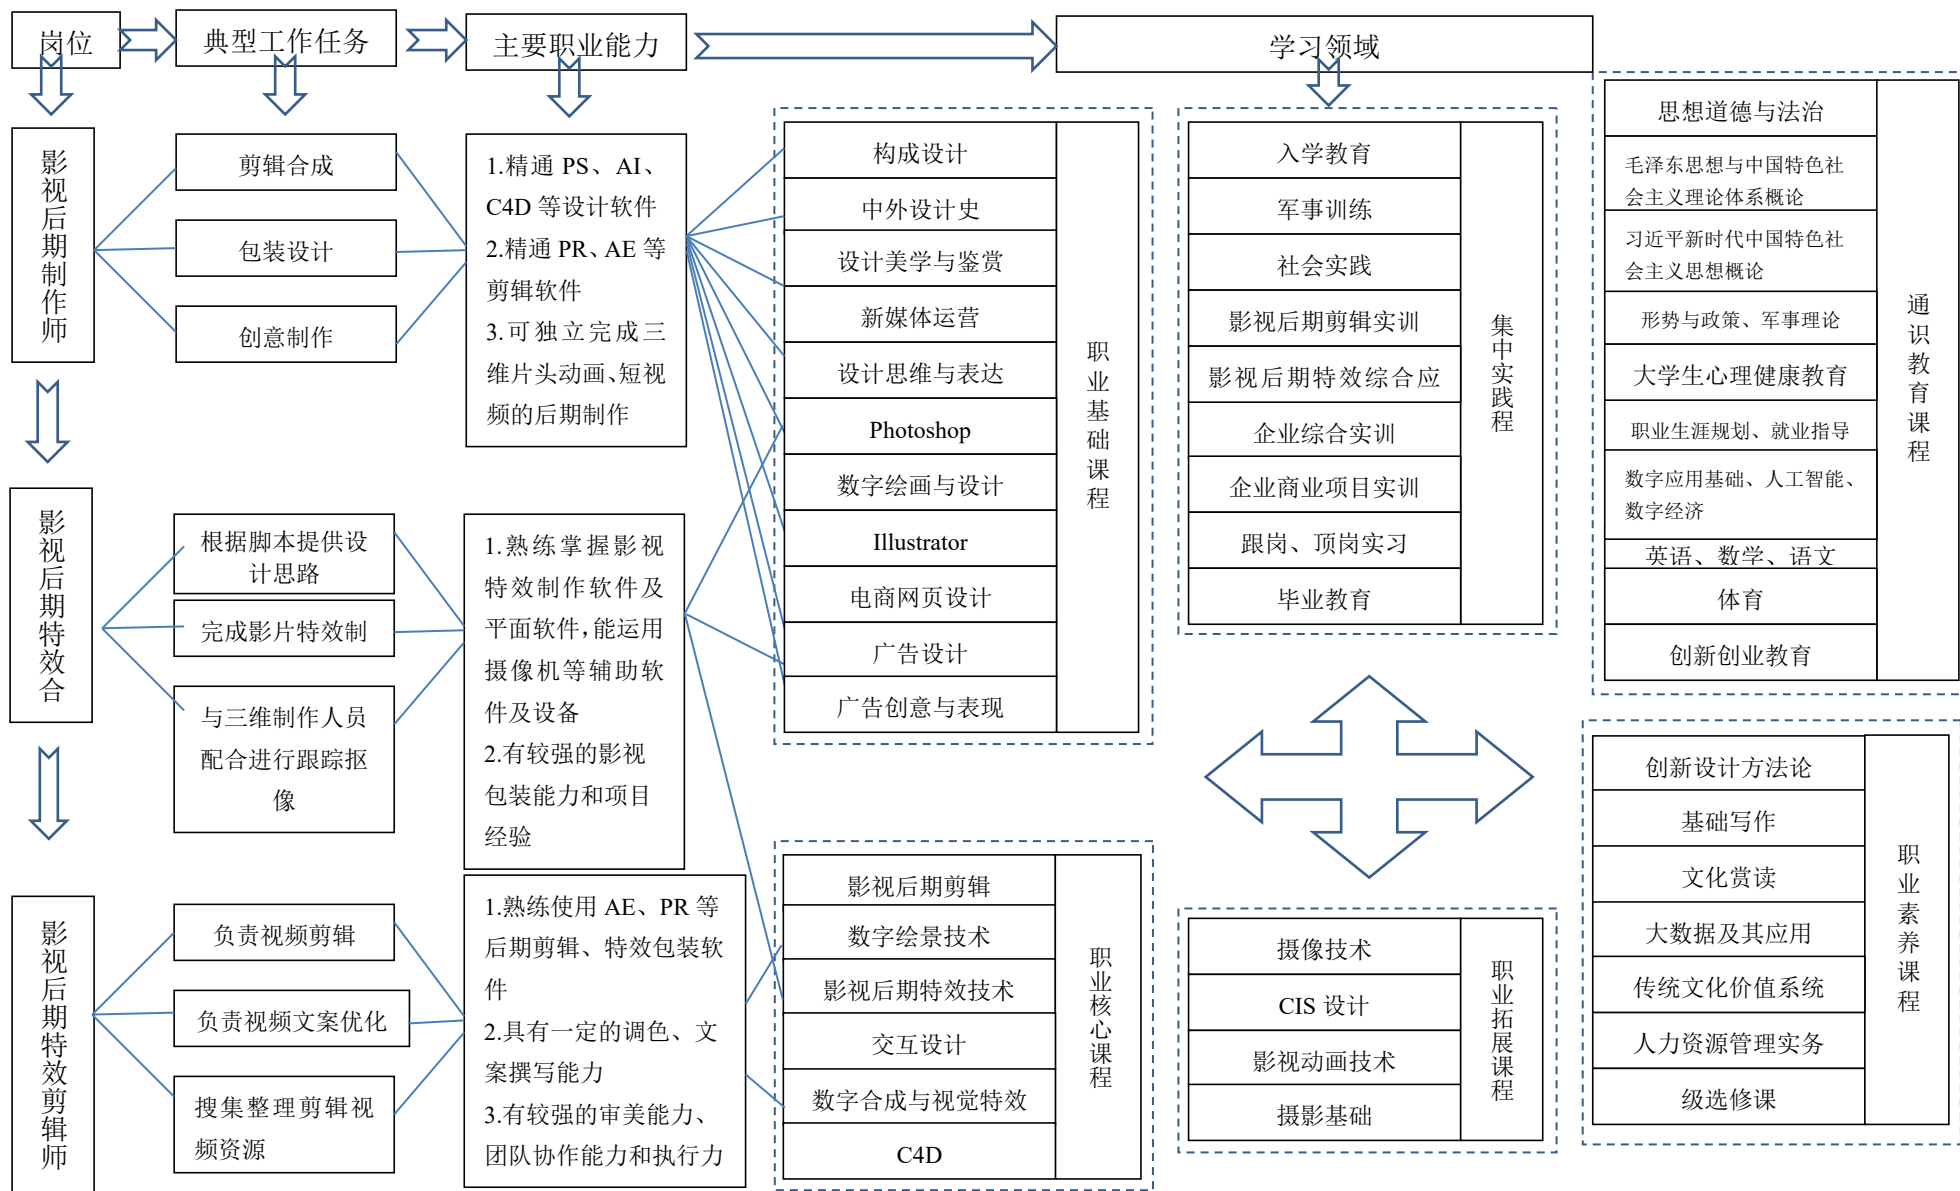 岗位
典型工作任务
主要职业能力
学习领域
影视后期制作师
剪辑合成
包装设计
创意制作
1.精通 PS、AI、
C4D 等设计软件
2.精通 PR、AE 等
剪辑软件
3.可独立完成三
维片头动画、短视
频的后期制作
影视后期特效合
根据脚本提供设
计思路
完成影片特效制
与三维制作人员
配合进行跟踪抠
像
1.熟练掌握影视
特效制作软件及
平面软件,能运用
摄像机等辅助软
件及设备
2.有较强的影视
包装能力和项目
经验
影视后期特效剪辑师
负责视频剪辑
负责视频文案优化
搜集整理剪辑视
频资源
1.熟练使用 AE、PR 等
后期剪辑、特效包装软
件
2.具有一定的调色、文
案撰写能力
3.有较强的审美能力、
团队协作能力和执行力
构成设计
中外设计史
设计美学与鉴赏
新媒体运营
设计思维与表达
Photoshop
数字绘画与设计
Illustrator
电商网页设计
广告设计
广告创意与表现
职业基础课程
影视后期剪辑
数字绘景技术
影视后期特效技术
交互设计
数字合成与视觉特效
C4D
职业核心课程
入学教育
军事训练
社会实践
影视后期剪辑实训
影视后期特效综合应
企业综合实训
企业商业项目实训
跟岗、顶岗实习
毕业教育
集中实践程
摄像技术
CIS 设计
影视动画技术
摄影基础
职业拓展课程
思想道德与法治
毛泽东思想与中国特色社
会主义理论体系概论
习近平新时代中国特色社
会主义思想概论
形势与政策、军事理论
大学生心理健康教育
职业生涯规划、就业指导
数字应用基础、人工智能、
数字经济
英语、数学、语文
体育
创新创业教育
通识教育课程
创新设计方法论
基础写作
文化赏读
大数据及其应用
传统文化价值系统
人力资源管理实务
级选修课
职业素养课程